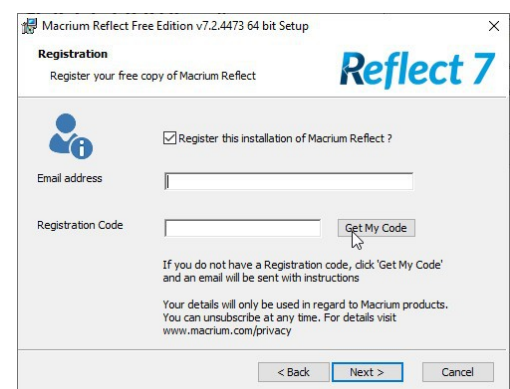 Macrium Reflect Free Edition v7.2.4473 64 bit Setup
Registration
Register your free copy of Macrium Reflect
Reflect 7
Register this installation of Macrium Reflect ?
Email address
Registration Code
Get My Code
If you do not have a Registration code, click 'Get My Code'
and an email will be sent with instructions
Your details will only be used in regard to Macrium products.
You can unsubscribe at any time. For details visit
www.macrium.com/privacy
< Back
Next >
Cancel